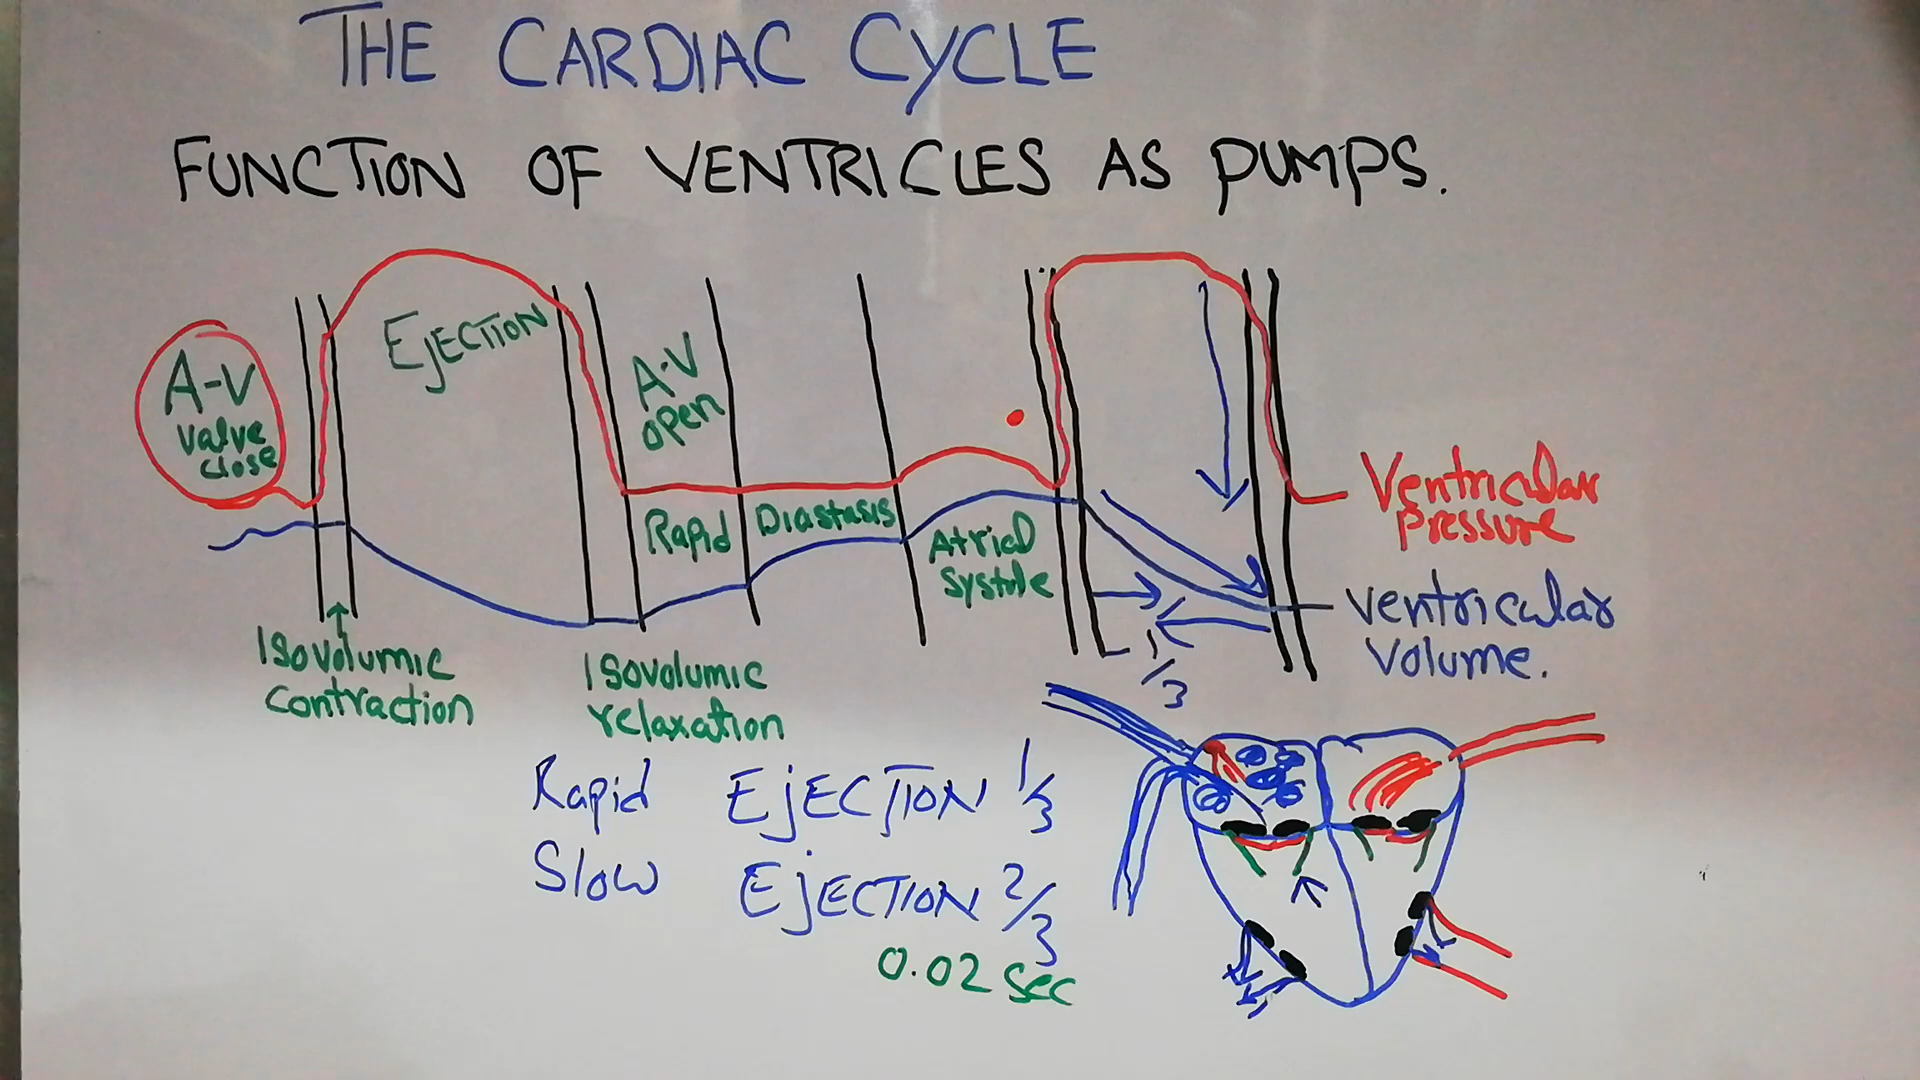 THE CARDIAC CYCLE
FUNCTION OF VENTRICLES AS PUMPS.
EJECTION
A-V
valve
close
A-V
open
Rapid
Diastasis
Atrial
systole
Ventricular
pressure
Ventricular
Volume.
Isovolumic
contraction
Isovolumic
relaxation
1/3
Rapid EJECTION 1/3
Slow EJECTION 2/3
0.02 sec